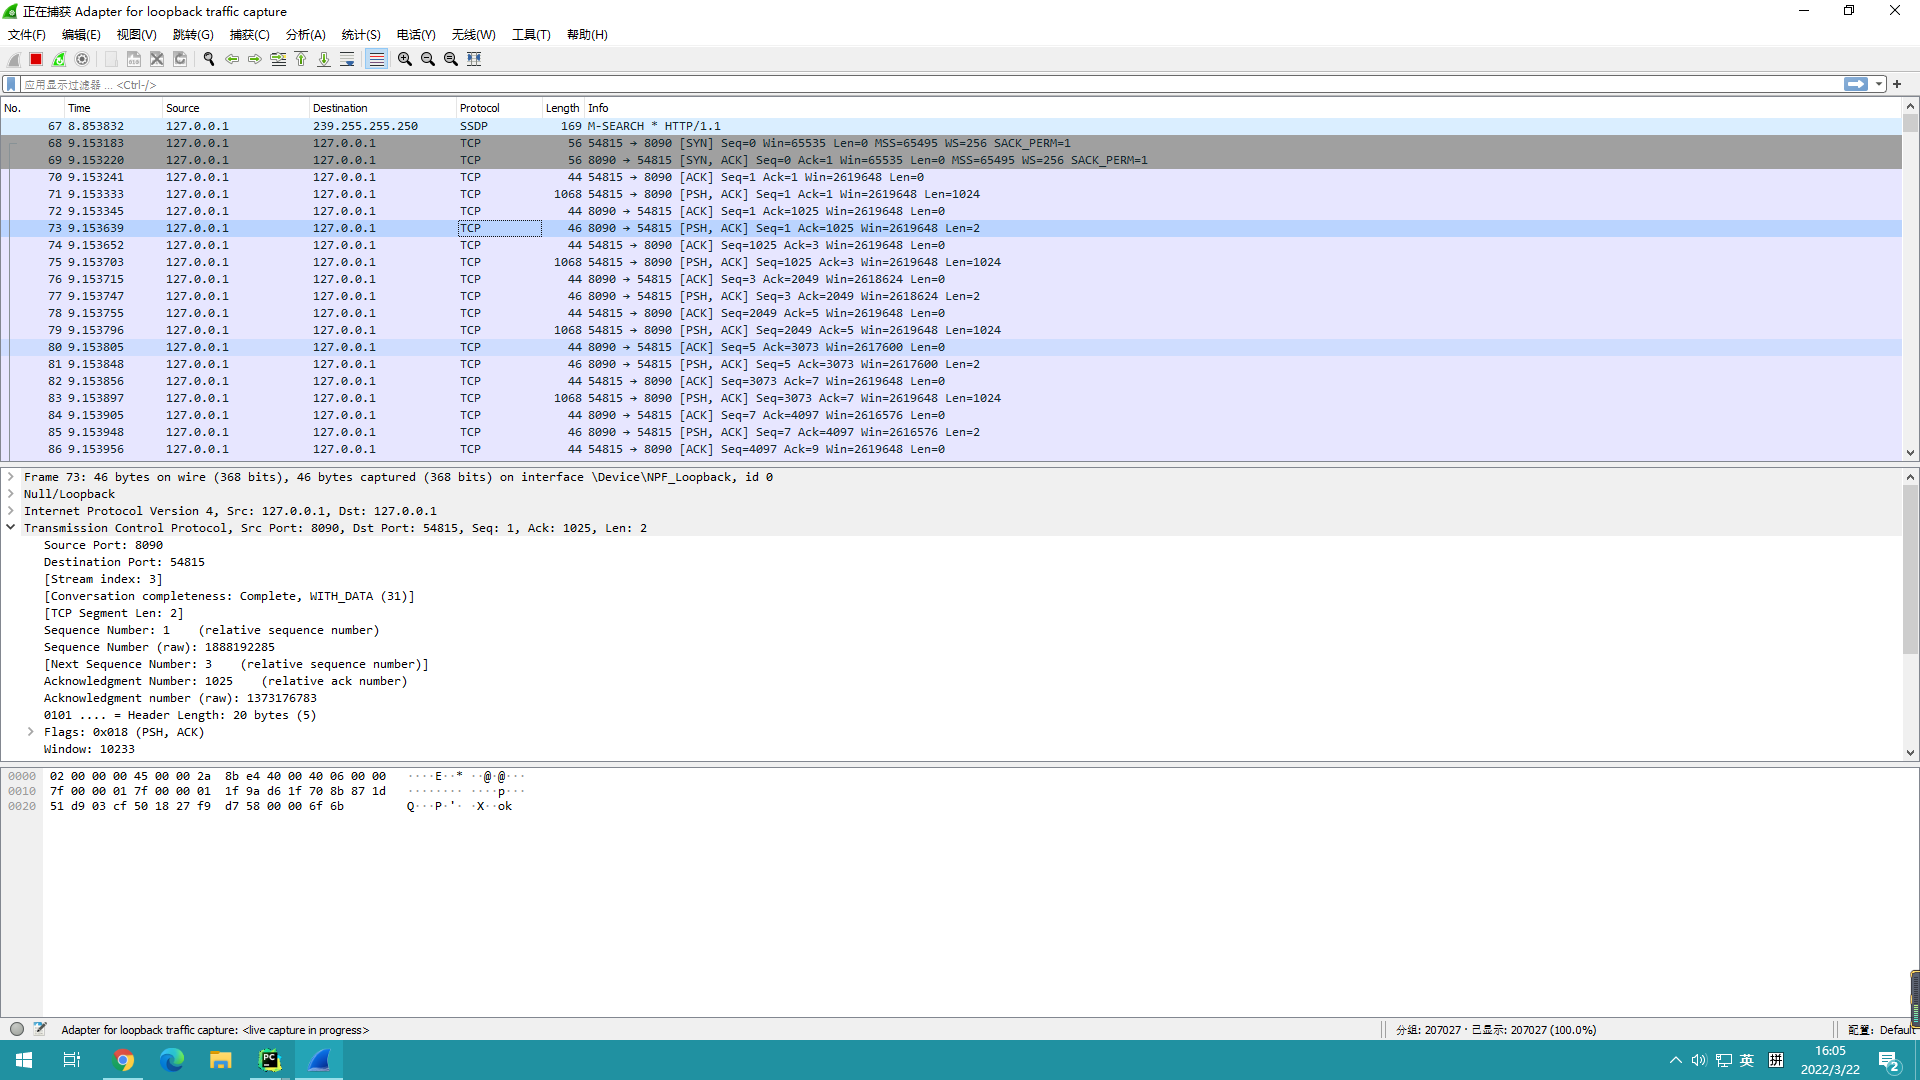 正在捕获 Adapter for loopback traffic capture
文件(F) 编辑(E) 视图(V) 跳转(G) 捕获(C) 分析(A) 统计(S) 电话(Y) 无线(W) 工具(T) 帮助(H)
应用显示过滤器 … <Ctrl-/>
No. Time Source Destination Protocol Length Info
67 8.853832 127.0.0.1 239.255.255.250 SSDP 169 M-SEARCH * HTTP/1.1
68 9.153183 127.0.0.1 127.0.0.1 TCP 56 54815 → 8090 [SYN] Seq=0 Win=65535 Len=0 MSS=65495 WS=256 SACK_PERM=1
69 9.153220 127.0.0.1 127.0.0.1 TCP 56 8090 → 54815 [SYN, ACK] Seq=0 Ack=1 Win=65535 Len=0 MSS=65495 WS=256 SACK_PERM=1
70 9.153241 127.0.0.1 127.0.0.1 TCP 44 54815 → 8090 [ACK] Seq=1 Ack=1 Win=2619648 Len=0
71 9.153333 127.0.0.1 127.0.0.1 TCP 1068 54815 → 8090 [PSH, ACK] Seq=1 Ack=1 Win=2619648 Len=1024
72 9.153345 127.0.0.1 127.0.0.1 TCP 44 8090 → 54815 [ACK] Seq=1 Ack=1025 Win=2619648 Len=0
73 9.153639 127.0.0.1 127.0.0.1 TCP 46 8090 → 54815 [PSH, ACK] Seq=1 Ack=1025 Win=2619648 Len=2
74 9.153652 127.0.0.1 127.0.0.1 TCP 44 54815 → 8090 [ACK] Seq=1025 Ack=3 Win=2619648 Len=0
75 9.153703 127.0.0.1 127.0.0.1 TCP 1068 54815 → 8090 [PSH, ACK] Seq=1025 Ack=3 Win=2619648 Len=1024
76 9.153715 127.0.0.1 127.0.0.1 TCP 44 8090 → 54815 [ACK] Seq=3 Ack=2049 Win=2618624 Len=0
77 9.153747 127.0.0.1 127.0.0.1 TCP 46 8090 → 54815 [PSH, ACK] Seq=3 Ack=2049 Win=2618624 Len=2
78 9.153755 127.0.0.1 127.0.0.1 TCP 44 54815 → 8090 [ACK] Seq=2049 Ack=5 Win=2619648 Len=0
79 9.153796 127.0.0.1 127.0.0.1 TCP 1068 54815 → 8090 [PSH, ACK] Seq=2049 Ack=5 Win=2619648 Len=1024
80 9.153805 127.0.0.1 127.0.0.1 TCP 44 8090 → 54815 [ACK] Seq=5 Ack=3073 Win=2617600 Len=0
81 9.153848 127.0.0.1 127.0.0.1 TCP 46 8090 → 54815 [PSH, ACK] Seq=5 Ack=3073 Win=2617600 Len=2
82 9.153856 127.0.0.1 127.0.0.1 TCP 44 54815 → 8090 [ACK] Seq=3073 Ack=7 Win=2619648 Len=0
83 9.153897 127.0.0.1 127.0.0.1 TCP 1068 54815 → 8090 [PSH, ACK] Seq=3073 Ack=7 Win=2619648 Len=1024
84 9.153905 127.0.0.1 127.0.0.1 TCP 44 8090 → 54815 [ACK] Seq=7 Ack=4097 Win=2616576 Len=0
85 9.153948 127.0.0.1 127.0.0.1 TCP 46 8090 → 54815 [PSH, ACK] Seq=7 Ack=4097 Win=2616576 Len=2
86 9.153956 127.0.0.1 127.0.0.1 TCP 44 54815 → 8090 [ACK] Seq=4097 Ack=9 Win=2619648 Len=0
Frame 73: 46 bytes on wire (368 bits), 46 bytes captured (368 bits) on interface \Device\NPF_Loopback, id 0
Null/Loopback
Internet Protocol Version 4, Src: 127.0.0.1, Dst: 127.0.0.1
Transmission Control Protocol, Src Port: 8090, Dst Port: 54815, Seq: 1, Ack: 1025, Len: 2
Source Port: 8090
Destination Port: 54815
[Stream index: 3]
[Conversation completeness: Complete, WITH_DATA (31)]
[TCP Segment Len: 2]
Sequence Number: 1 (relative sequence number)
Sequence Number (raw): 1888192285
[Next Sequence Number: 3 (relative sequence number)]
Acknowledgment Number: 1025 (relative ack number)
Acknowledgment number (raw): 1373176783
0101 .... = Header Length: 20 bytes (5)
Flags: 0x018 (PSH, ACK)
Window: 10233
0000 02 00 00 00 45 00 00 2a 8b e4 40 00 40 06 00 00 ····E··* ··@·@···
0010 7f 00 00 01 7f 00 00 01 1f 9a d6 1f 70 8b 87 1d ········ ····p···
0020 51 d9 03 cf 50 18 27 f9 d7 58 00 00 6f 6b Q···P·'· ·X··ok
Adapter for loopback traffic capture: <live capture in progress>
分组: 207027 · 已显示: 207027 (100.0%)
配置: Default
PC
英
拼
16:05
2022/3/22
2